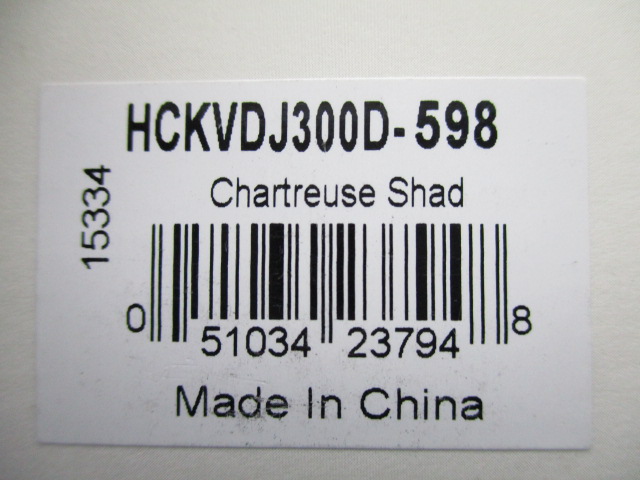 HCKVDJ300D-598
15334
Chartreuse Shad
0 51034 23794 8
Made In China